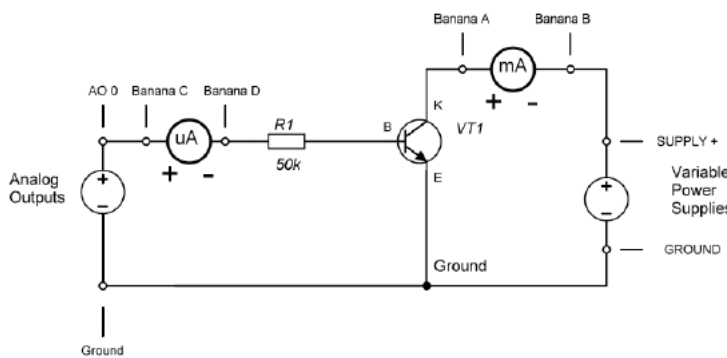 Banana A
Banana B
mA
+ -
K
AO 0
Banana C
Banana D
R1
B
VT1
uA
+ -
50k
E
SUPPLY +
Analog
Outputs
+
−
Variable
Power
Supplies
+
−
GROUND
Ground
Ground